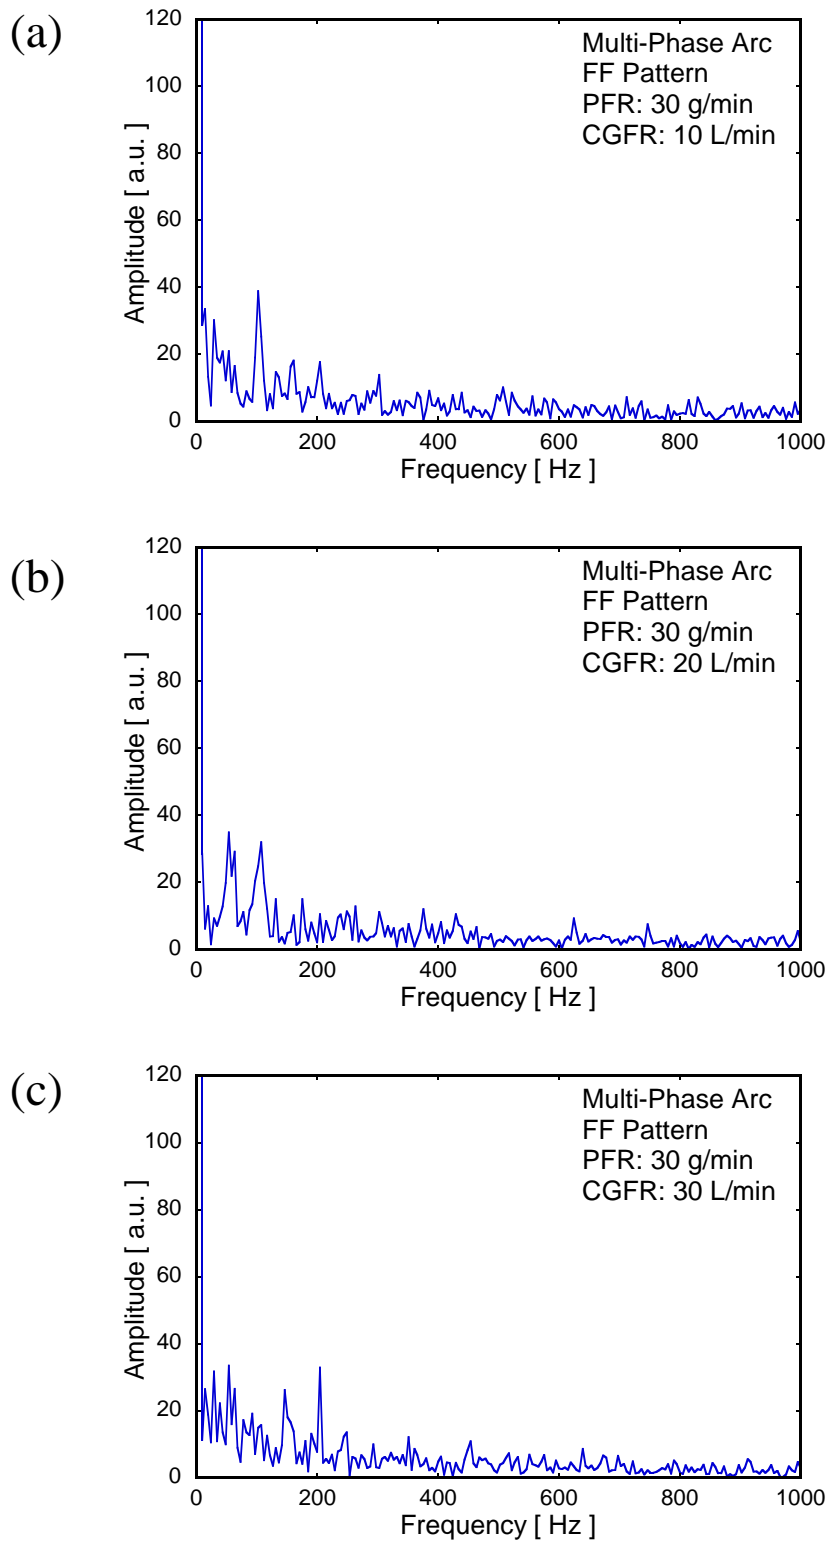 (a)
120
100
80
60
40
20
0
Amplitude [ a.u. ]
Multi-Phase Arc
FF Pattern
PFR: 30 g/min
CGFR: 10 L/min
0 200 400 600 800 1000
Frequency [ Hz ]
(b)
120
100
80
60
40
20
0
Amplitude [ a.u. ]
Multi-Phase Arc
FF Pattern
PFR: 30 g/min
CGFR: 20 L/min
0 200 400 600 800 1000
Frequency [ Hz ]
(c)
120
100
80
60
40
20
0
Amplitude [ a.u. ]
Multi-Phase Arc
FF Pattern
PFR: 30 g/min
CGFR: 30 L/min
0 200 400 600 800 1000
Frequency [ Hz ]